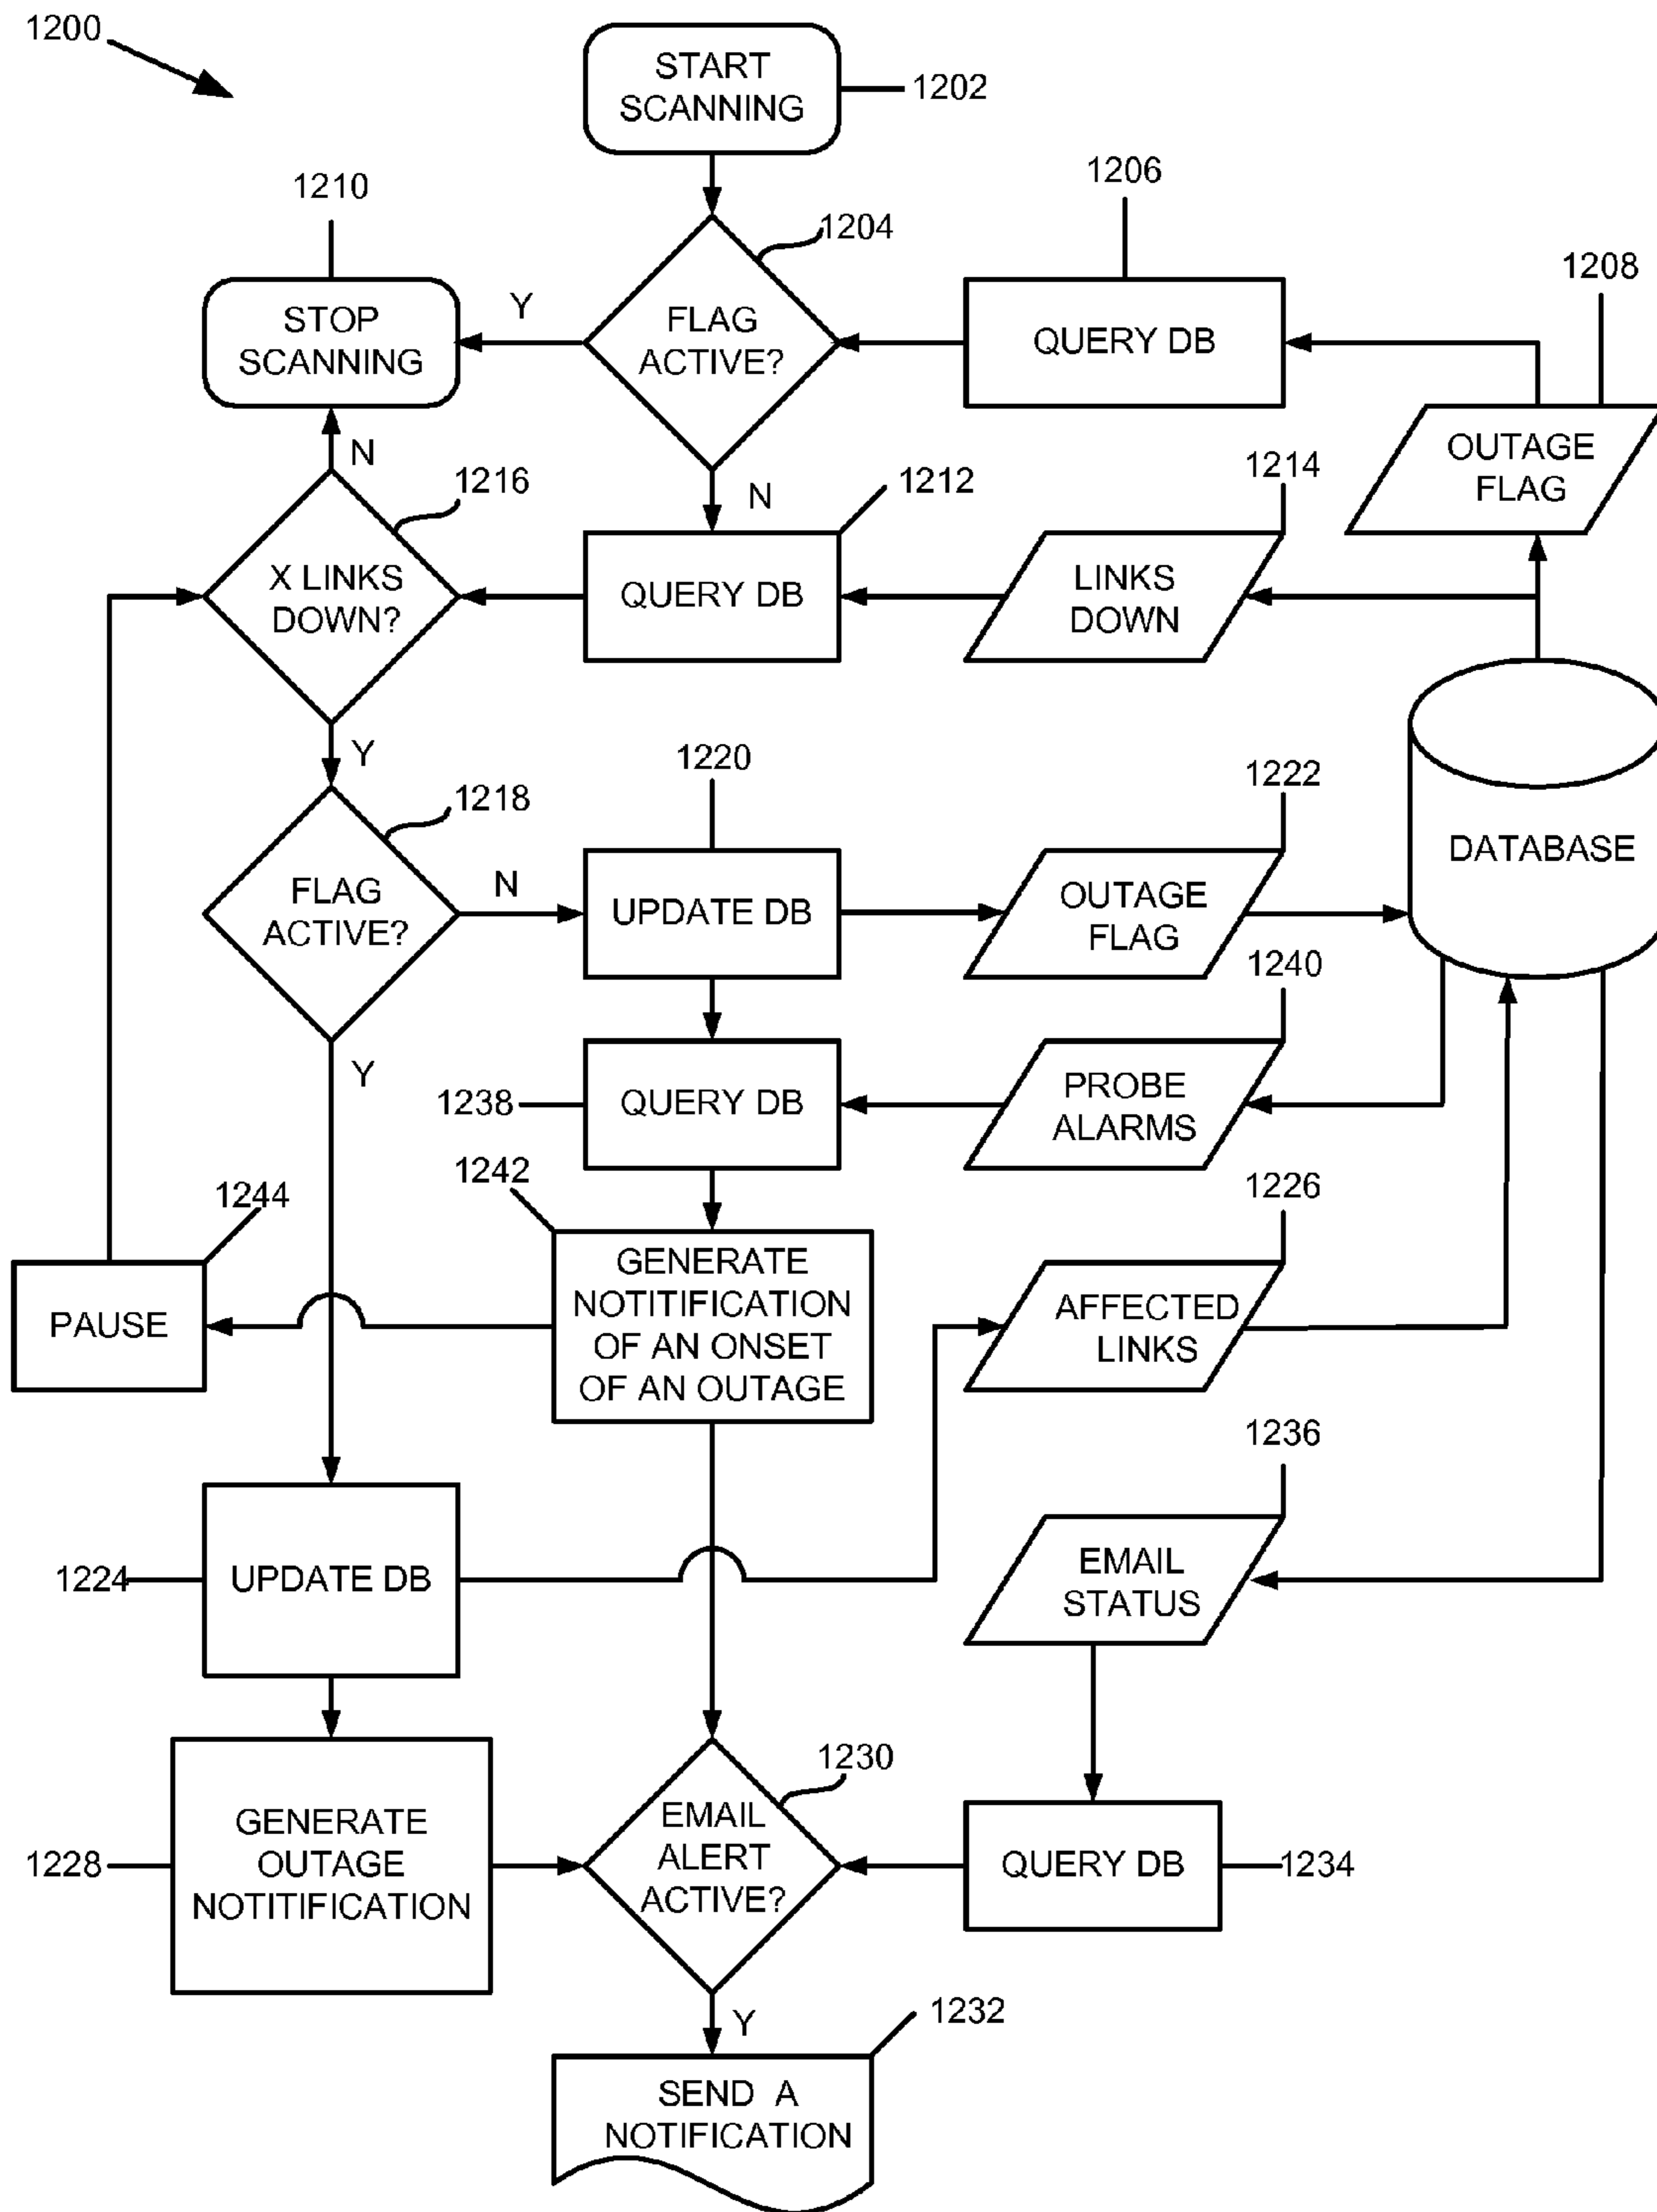 1200
START
SCANNING
1202
1210
1206
1204
1208
STOP
SCANNING
Y
FLAG
ACTIVE?
QUERY DB
OUTAGE
FLAG
N
1216
N
1212
1214
X LINKS
DOWN?
QUERY DB
LINKS
DOWN
Y
1220
1218
1222
DATABASE
FLAG
ACTIVE?
N
UPDATE DB
OUTAGE
FLAG
1240
Y
1238
QUERY DB
PROBE
ALARMS
1242
1244
1226
PAUSE
GENERATE
NOTITIFICATION
OF AN ONSET
OF AN OUTAGE
AFFECTED
LINKS
1236
1224
UPDATE DB
EMAIL
STATUS
1230
1228
GENERATE
OUTAGE
NOTITIFICATION
EMAIL
ALERT
ACTIVE?
QUERY DB
1234
Y
1232
SEND A
NOTIFICATION